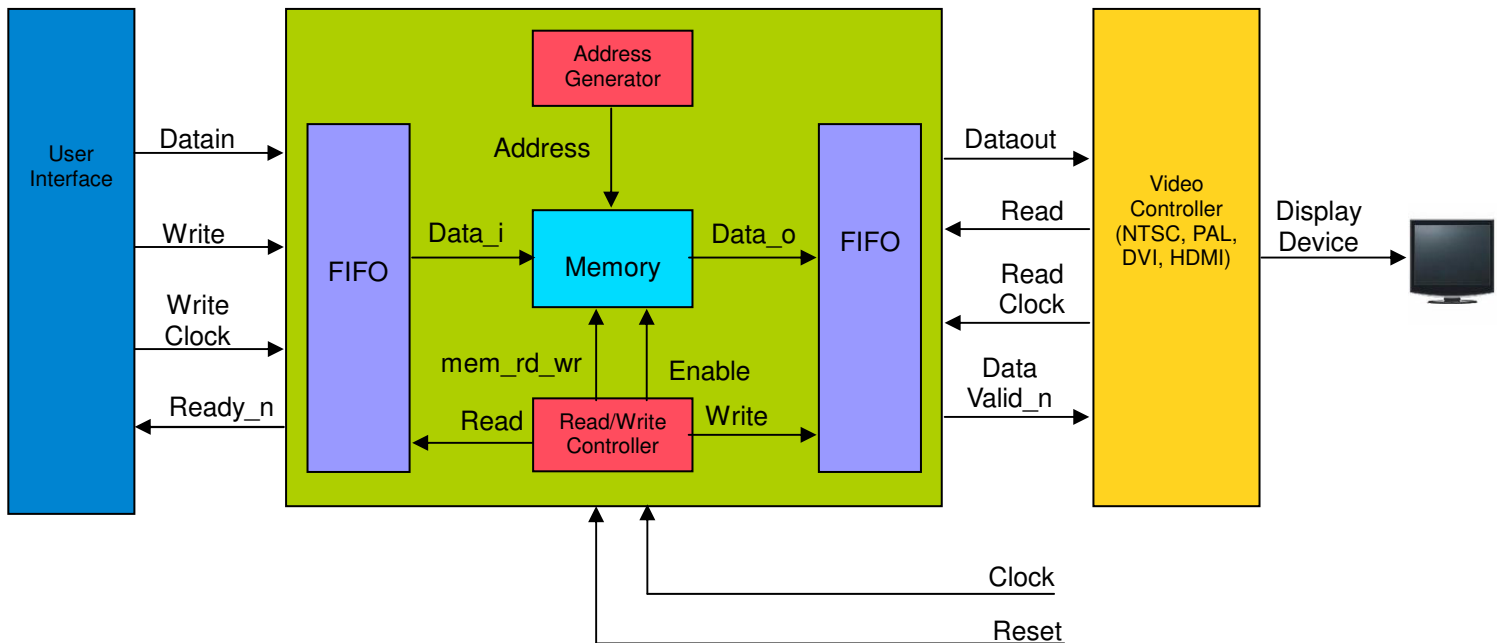 Address
Generator
User
Interface
Datain
Write
Write
Clock
Ready_n
FIFO
Address
Data_i
Memory
Data_o
mem_rd_wr
Enable
Read
Read/Write
Controller
Write
FIFO
Dataout
Read
Read
Clock
Data
Valid_n
Video
Controller
(NTSC, PAL,
DVI, HDMI)
Display
Device
Clock
Reset